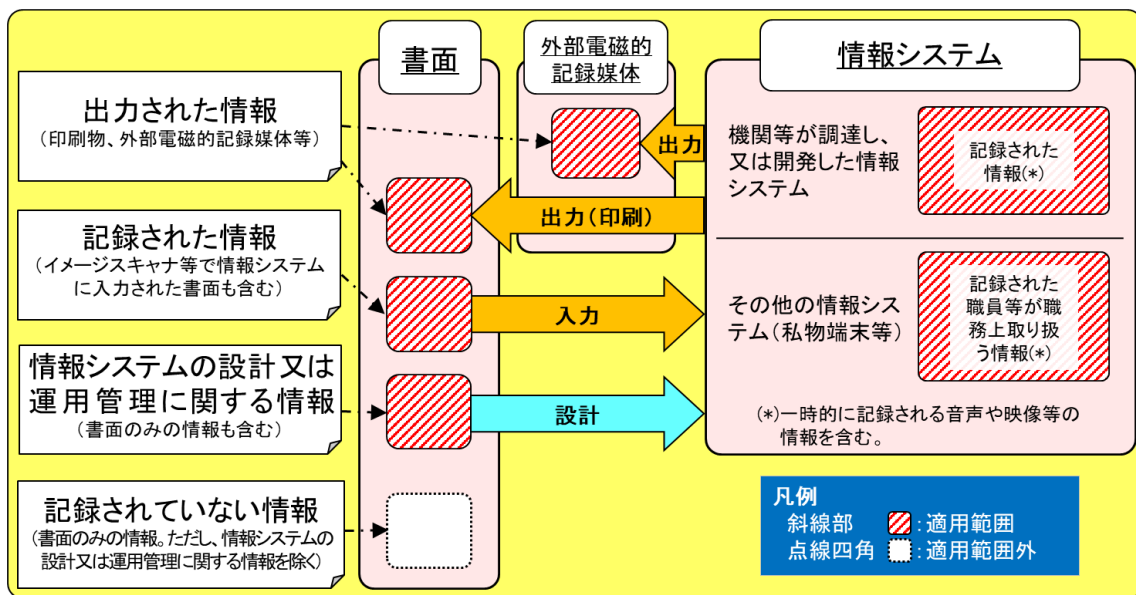 書面
外部電磁的
記録媒体
情報システム
出力された情報
（印刷物、外部電磁的記録媒体等）
記録された情報
（イメージスキャナ等で情報システム
に入力された書面も含む）
情報システムの設計又は
運用管理に関する情報
（書面のみの情報も含む）
記録されていない情報
（書面のみの情報。ただし、情報システムの
設計又は運用管理に関する情報を除く）
出力
出力（印刷）
入力
設計
機関等が調達し、
又は開発した情報
システム
記録された
情報(*)
その他の情報シス
テム（私物端末等）
記録された
職員等が職
務上取り扱
う情報(*)
(*)一時的に記録される音声や映像等の
情報を含む。
凡例
斜線部 ：適用範囲
点線四角 ：適用範囲外